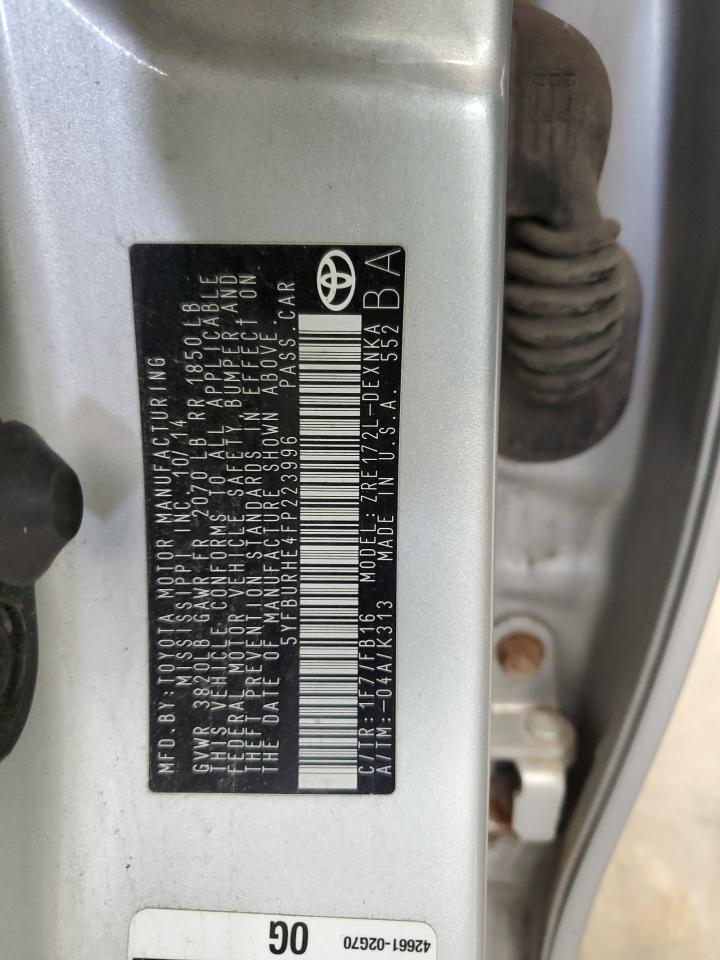 MFD.BY:TOYOTA MOTOR MANUFACTURING
MISSISSIPPI INC.10/14
GVWR 3820LB GAWR FR 2070 LB RR 1850LB
THIS VEHICLE CONFORMS TO ALL APPLICABLE
FEDERAL MOTOR VEHICLE SAFETY, BUMPER AND
THEFT PREVENTION STANDARDS IN EFFECT ON
THE DATE OF MANUFACTURE SHOWN ABOVE.
5YFBURHE4FP223996 PASS.CAR
C/TR:1F7/FB16 MODEL:ZRE172L-DEXNKA
A/TM:-04A/K313 MADE IN U.S.A. 552
BA
0G
42661-02G70